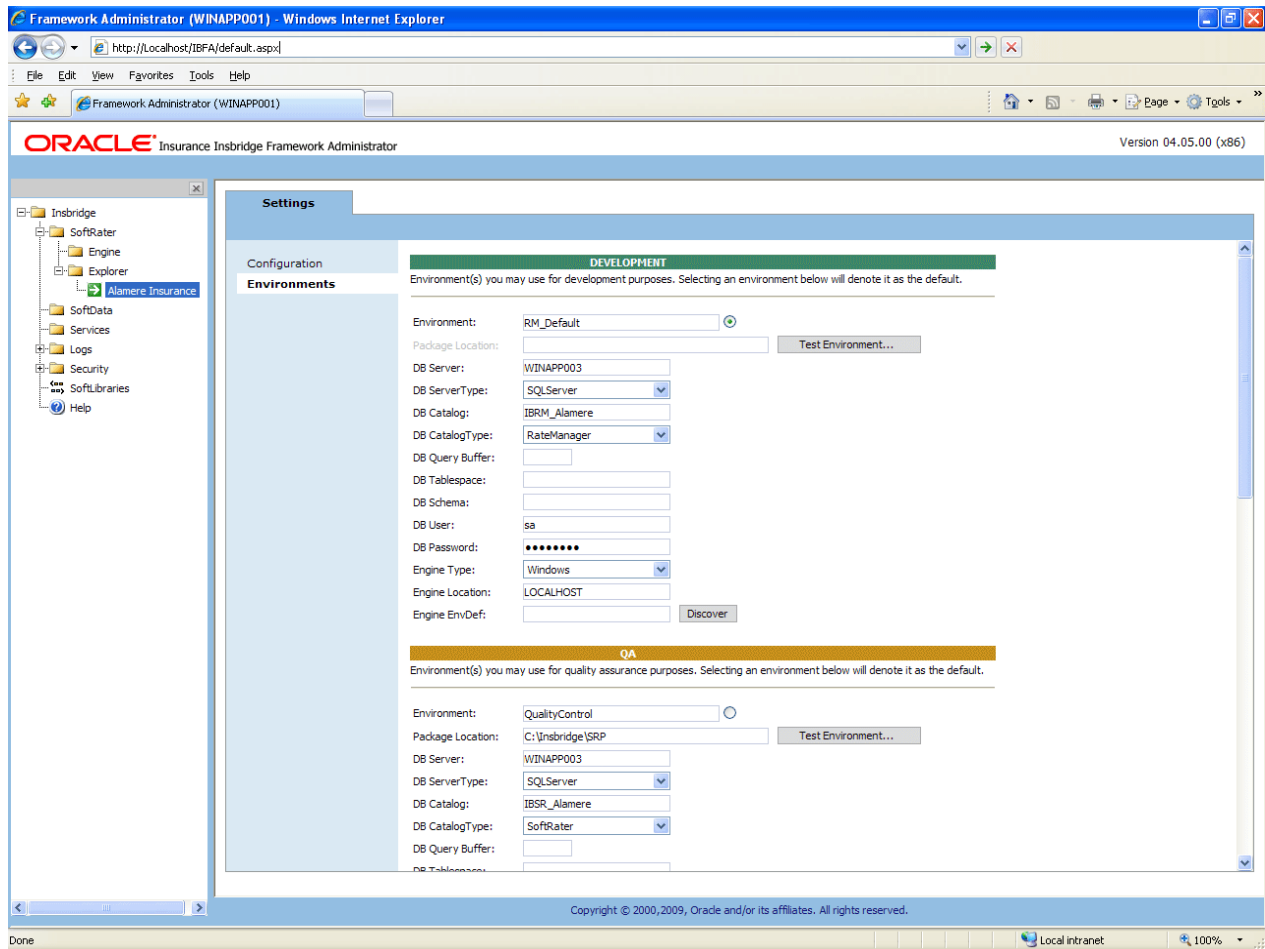 Framework Administrator (WINAPP001) - Windows Internet Explorer
http://Localhost/IBFA/default.aspx
File Edit View Favorites Tools Help
Framework Administrator (WINAPP001)
Page Tools »
ORACLE Insurance Insbridge Framework Administrator
Version 04.05.00 (x86)
Insbridge
SoftRater
Engine
Explorer
Alamere Insurance
SoftData
Services
Logs
Security
SoftLibraries
Help
Settings
Configuration
Environments
DEVELOPMENT
Environment(s) you may use for development purposes. Selecting an environment below will denote it as the default.
Environment: RM_Default
Package Location: Test Environment...
DB Server: WINAPP003
DB ServerType: SQLServer
DB Catalog: IBRM_Alamere
DB CatalogType: RateManager
DB Query Buffer:
DB Tablespace:
DB Schema:
DB User: sa
DB Password: ••••••••
Engine Type: Windows
Engine Location: LOCALHOST
Engine EnvDef: Discover
QA
Environment(s) you may use for quality assurance purposes. Selecting an environment below will denote it as the default.
Environment: QualityControl
Package Location: C:\Insbridge\SRP Test Environment...
DB Server: WINAPP003
DB ServerType: SQLServer
DB Catalog: IBSR_Alamere
DB CatalogType: SoftRater
DB Query Buffer:
DB Tablespace:
Copyright © 2000,2009, Oracle and/or its affiliates. All rights reserved.
Done
Local intranet
100%